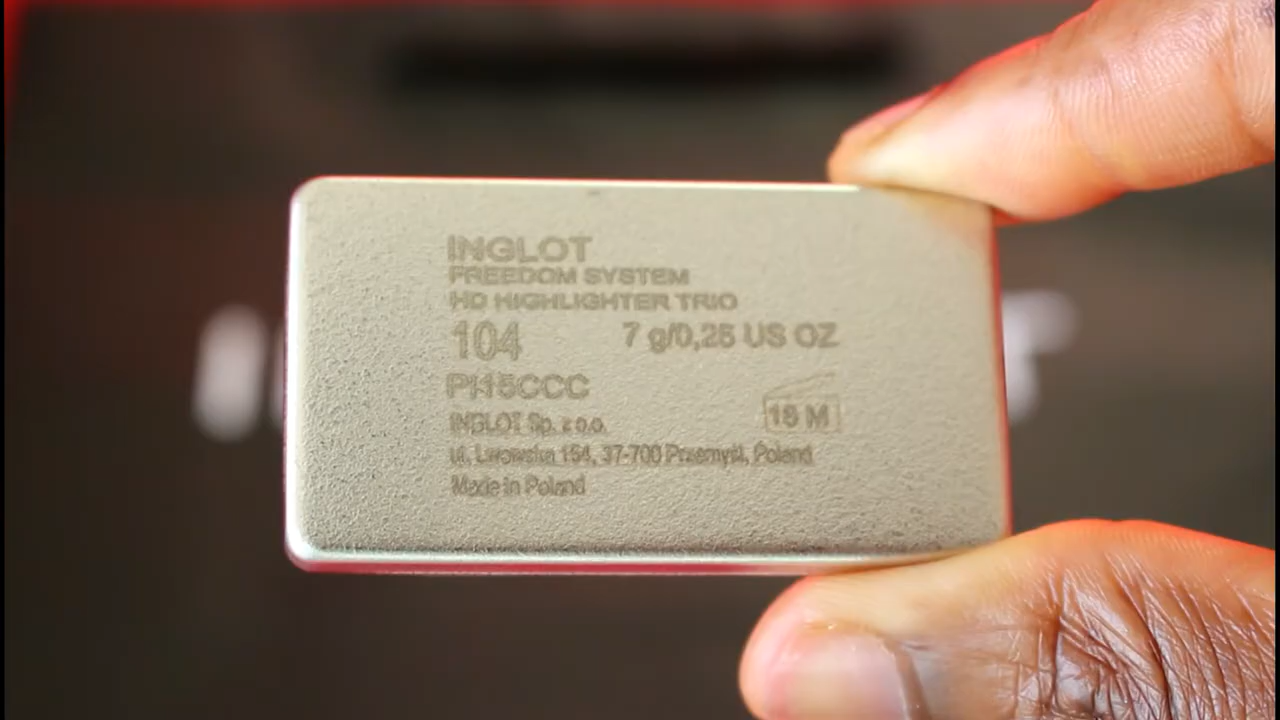 INGLOT
FREEDOM SYSTEM
HD HIGHLIGHTER TRIO
104 7 g/0,25 US OZ
PI15CCC
18 M
INGLOT Sp. z o.o.
ul. Lwowska 154, 37-700 Przemyśl, Poland
Made in Poland